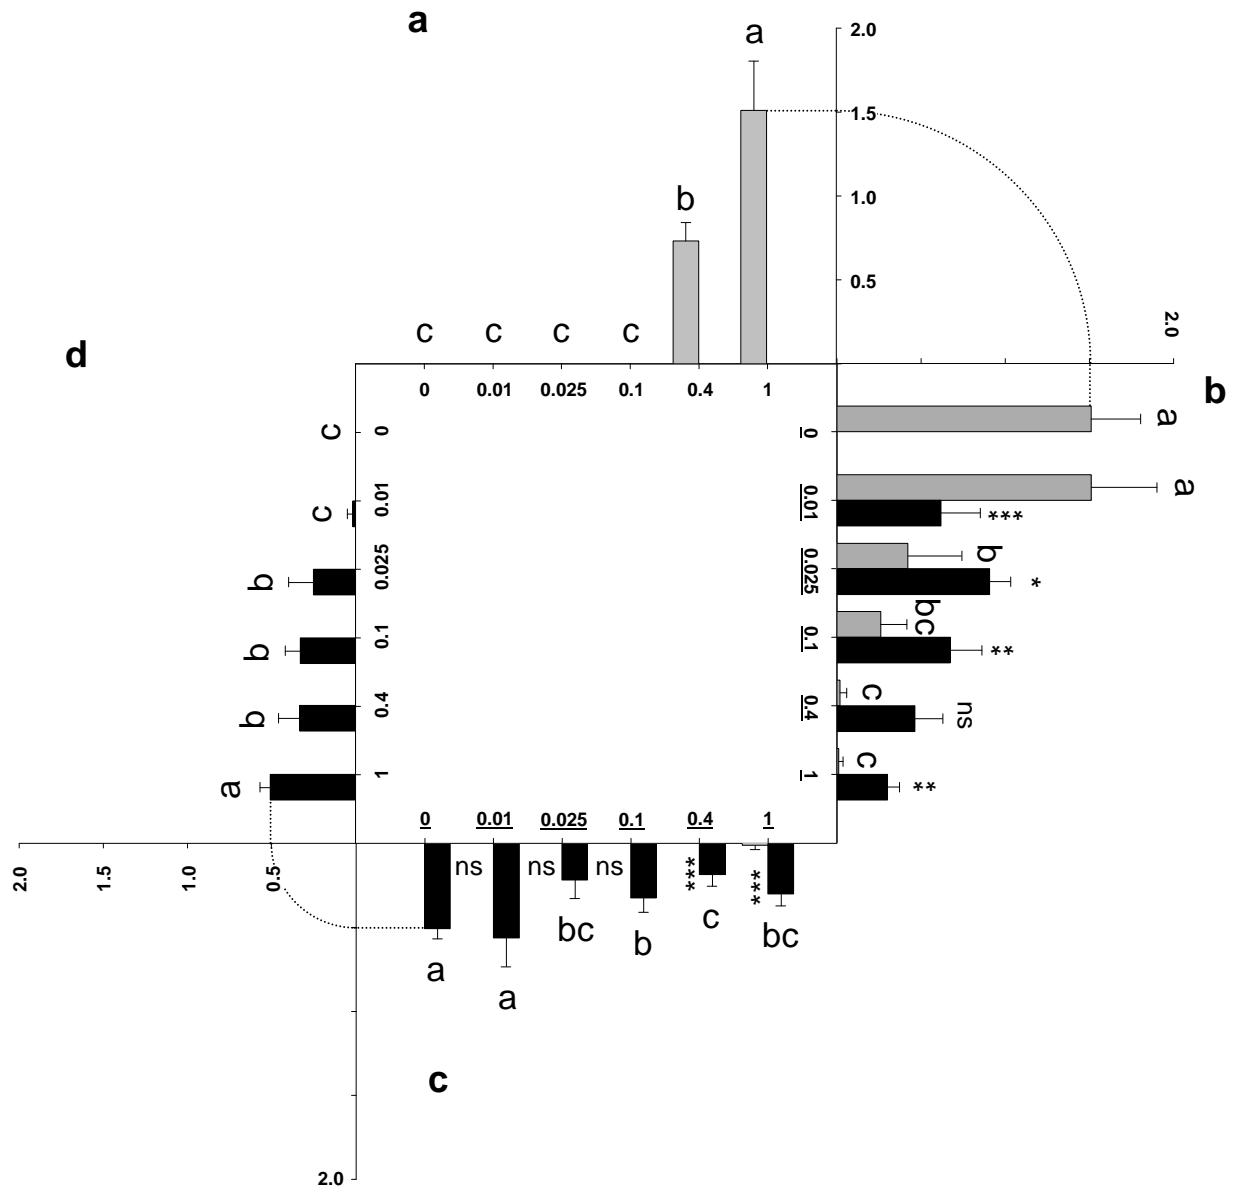 a
a
2.0
1.5
b
1.0
0.5
2.0
d
c c c c
0 0.01 0.025 0.1 0.4 1
b
c 0
0 a
c 0.01
0.01 a
***
b 0.025
0.025 b
*
b 0.1
0.1 bc
**
b 0.4
0.4 c
ns
a 1
1 c
**
0 0.01 0.025 0.1 0.4 1
2.0 1.5 1.0 0.5
ns ns ns *** ***
a a bc b c bc
c
2.0